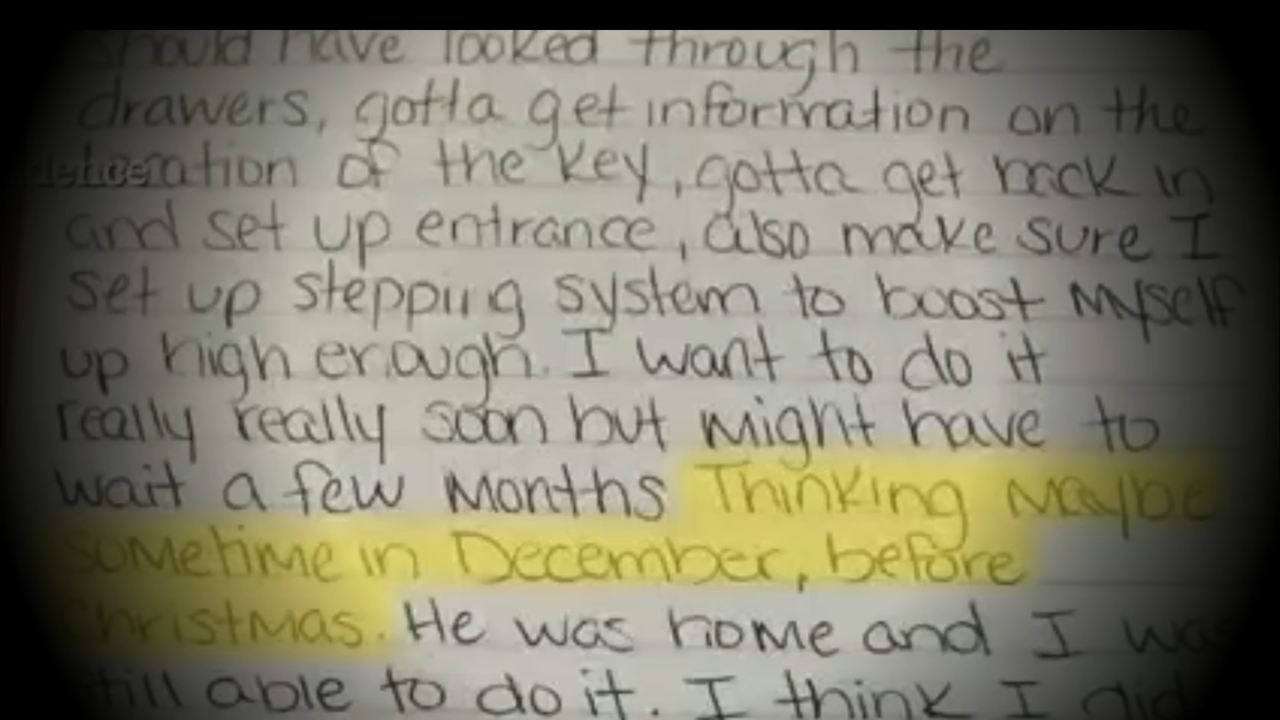 should have looked through the
drawers, gotta get information on the
of the key, gotta get back in
and set up entrance, also make sure I
set up stepping system to boost myself
up high enough. I want to do it
really really soon but might have to
wait a few months Thinking Maybe
sometime in December, before
Christmas. He was home and I was
still able to do it. I think I did